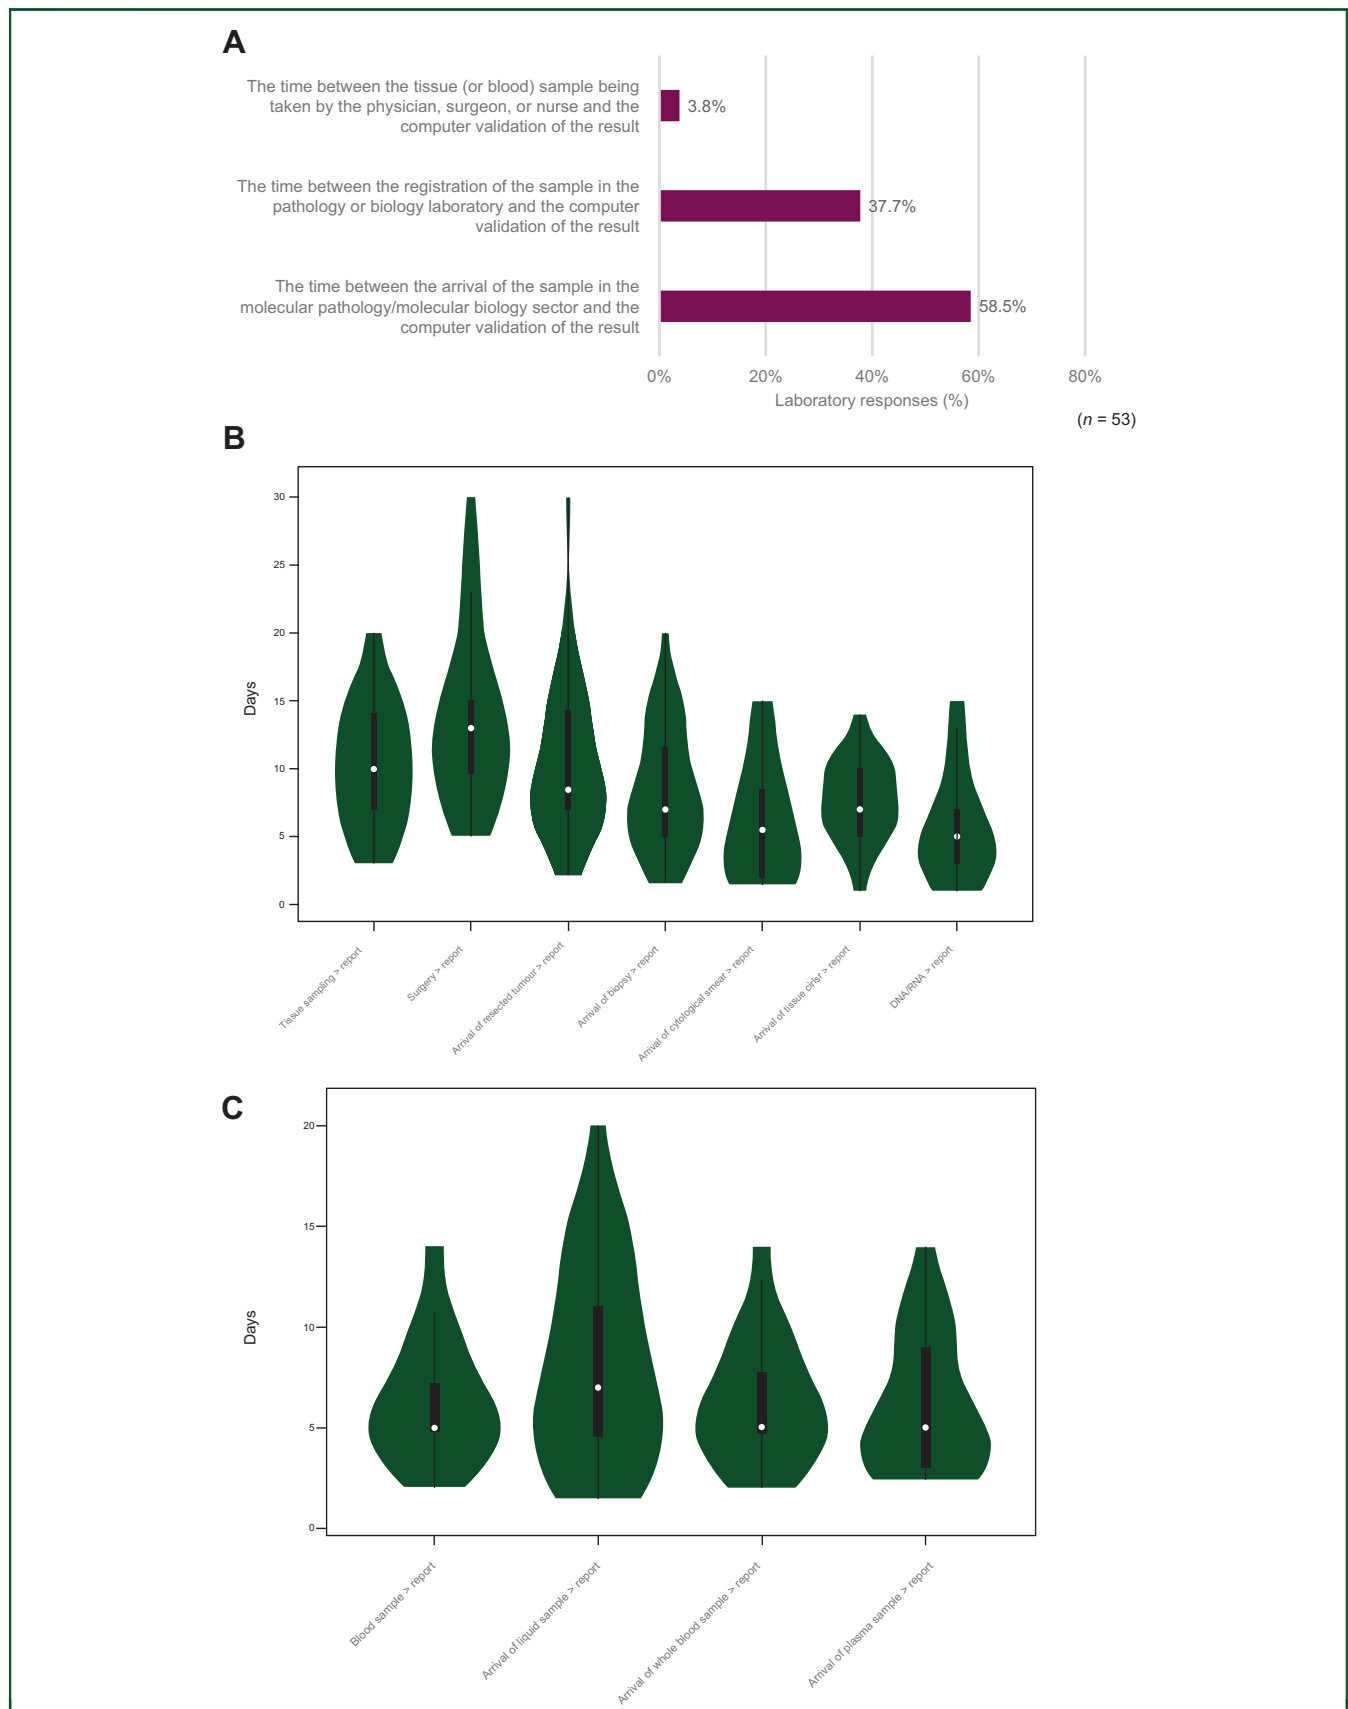 A
The time between the tissue (or blood) sample being
taken by the physician, surgeon, or nurse and the
computer validation of the result
3.8%
The time between the registration of the sample in the
pathology or biology laboratory and the computer
validation of the result
37.7%
The time between the arrival of the sample in the
molecular pathology/molecular biology sector and the
computer validation of the result
58.5%
0%
20%
40%
60%
80%
Laboratory responses (%)
(n = 53)
B
30
25
20
15
10
5
0
Days
Tissue sampling > report
Surgery > report
Arrival of resected tumour > report
Arrival of biopsy > report
Arrival of cytological smear > report
Arrival of tissue cirlsr > report
DNA/RNA > report
C
20
15
10
5
0
Days
Blood sample > report
Arrival of liquid sample > report
Arrival of whole blood sample > report
Arrival of plasma sample > report